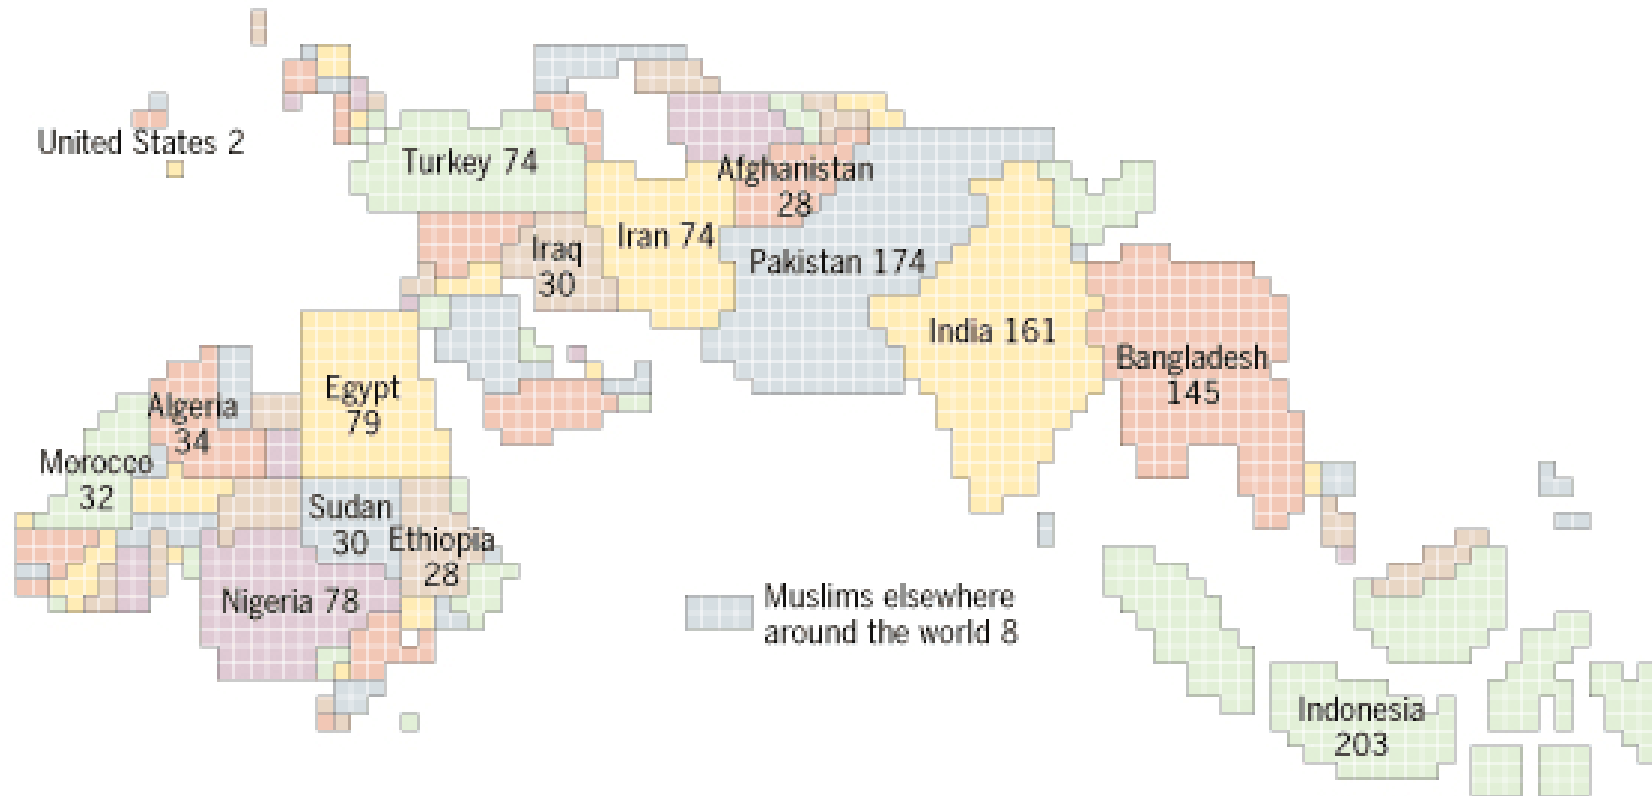 United States 2
Turkey 74
Afghanistan
28
Iraq
30
Iran 74
Pakistan 174
India 161
Bangladesh
145
Egypt
79
Algeria
34
Morocco
32
Sudan
30
Ethiopia
28
Nigeria 78
Muslims elsewhere
around the world 8
Indonesia
203